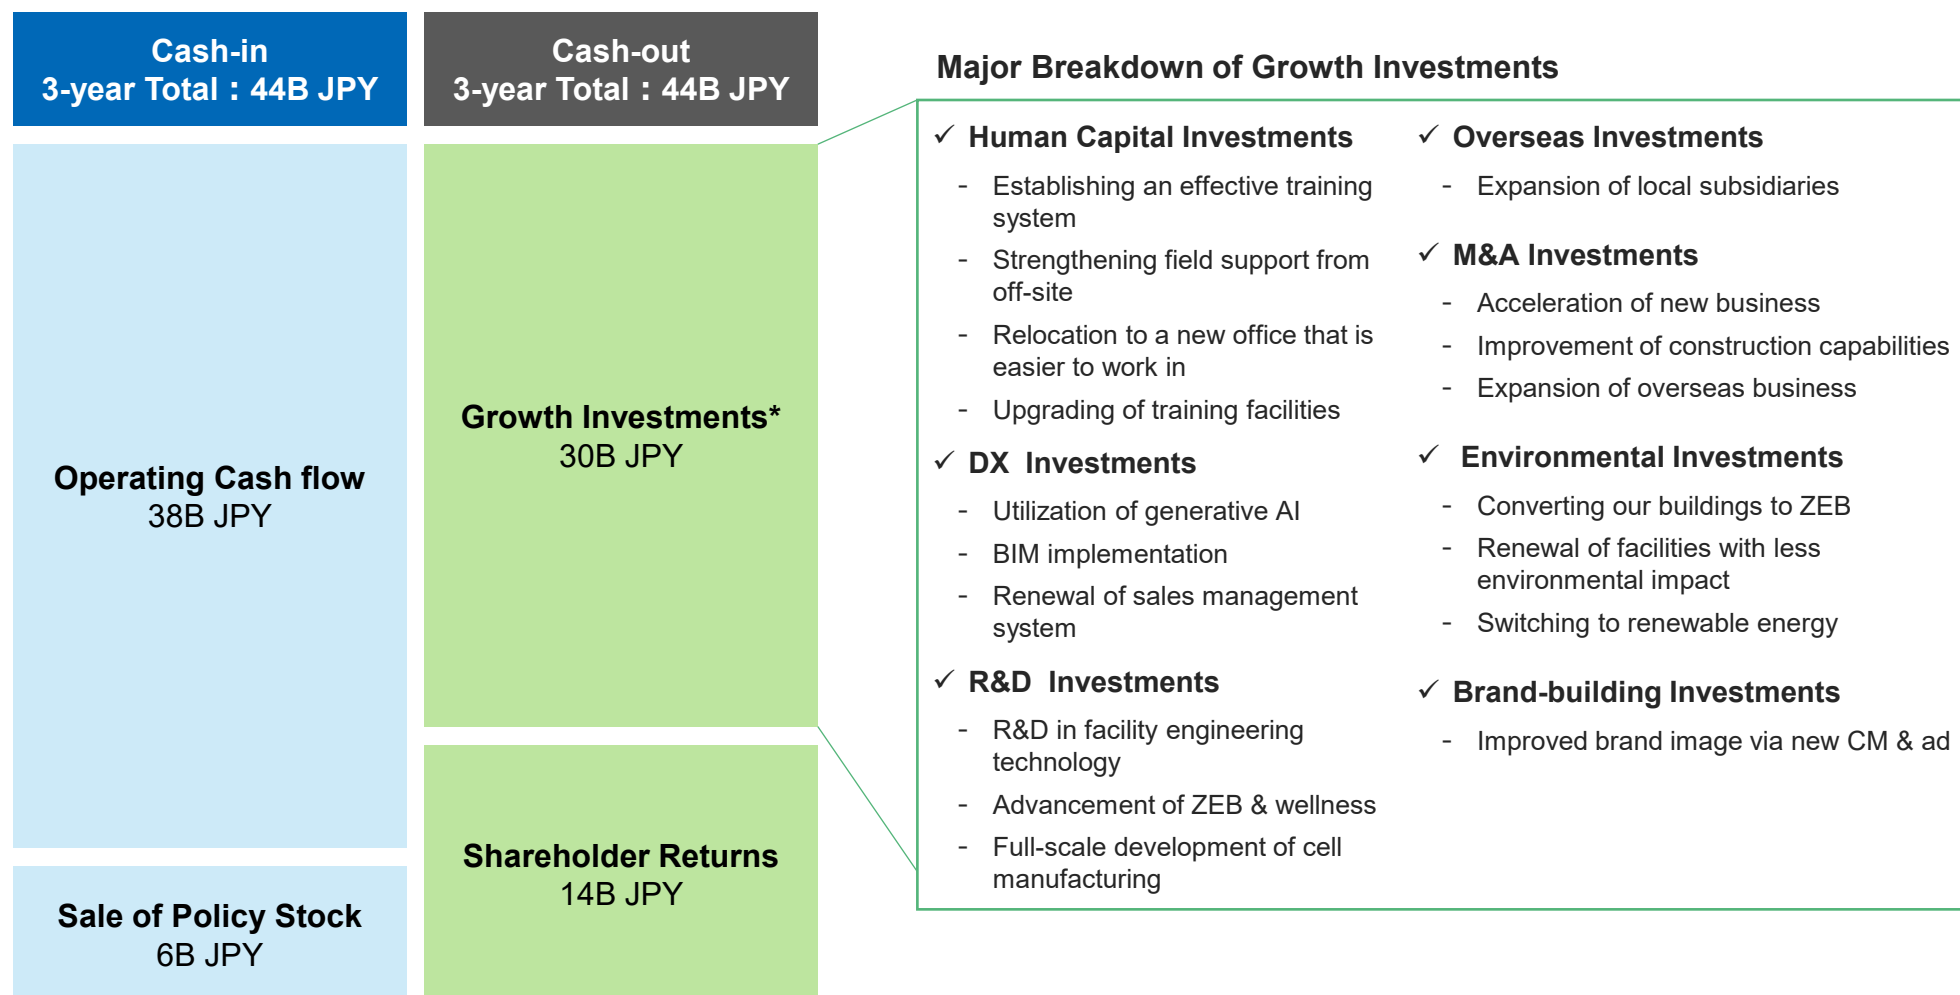 Cash-in
3-year Total：44B JPY
Operating Cash flow
38B JPY
Sale of Policy Stock
6B JPY
Cash-out
3-year Total：44B JPY
Growth Investments*
30B JPY
Shareholder Returns
14B JPY
Major Breakdown of Growth Investments
✓ Human Capital Investments
- Establishing an effective training
system
- Strengthening field support from
off-site
- Relocation to a new office that is
easier to work in
- Upgrading of training facilities
✓ DX Investments
- Utilization of generative AI
- BIM implementation
- Renewal of sales management
system
✓ R&D Investments
- R&D in facility engineering
technology
- Advancement of ZEB & wellness
- Full-scale development of cell
manufacturing
✓ Overseas Investments
- Expansion of local subsidiaries
✓ M&A Investments
- Acceleration of new business
- Improvement of construction capabilities
- Expansion of overseas business
✓ Environmental Investments
- Converting our buildings to ZEB
- Renewal of facilities with less
environmental impact
- Switching to renewable energy
✓ Brand-building Investments
- Improved brand image via new CM & ad